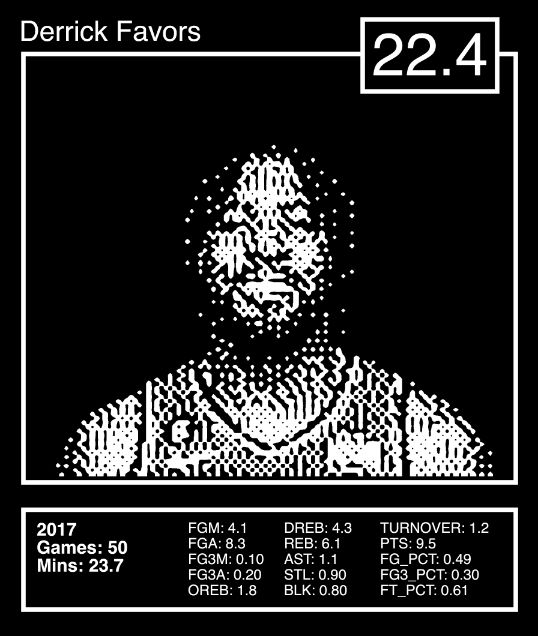 Derrick Favors
22.4
2017
Games: 50
Mins: 23.7
FGM: 4.1
FGA: 8.3
FG3M: 0.10
FG3A: 0.20
OREB: 1.8
DREB: 4.3
REB: 6.1
AST: 1.1
STL: 0.90
BLK: 0.80
TURNOVER: 1.2
PTS: 9.5
FG_PCT: 0.49
FG3_PCT: 0.30
FT_PCT: 0.61